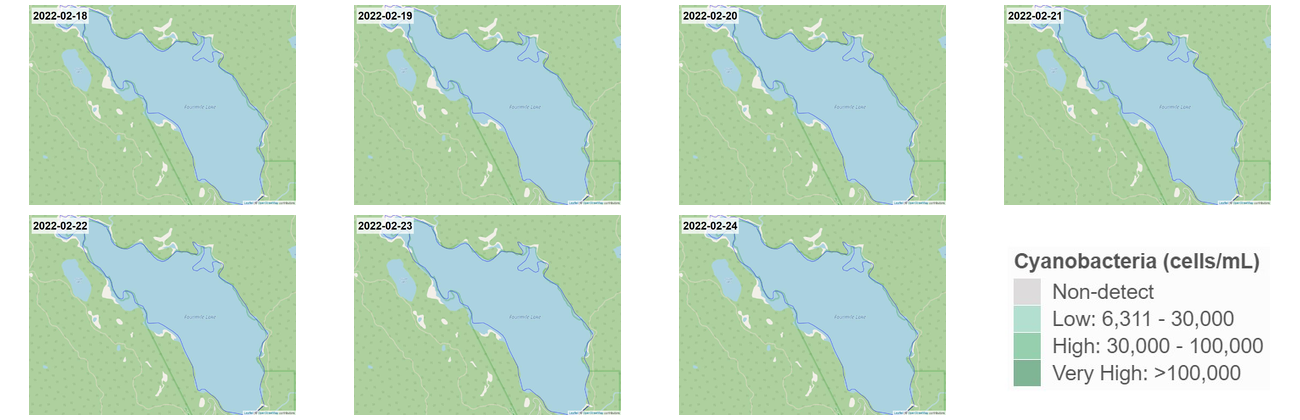 2022-02-18
2022-02-19
2022-02-20
2022-02-21
2022-02-22
2022-02-23
2022-02-24
Cyanobacteria (cells/mL)
Non-detect
Low: 6,311 - 30,000
High: 30,000 - 100,000
Very High: >100,000